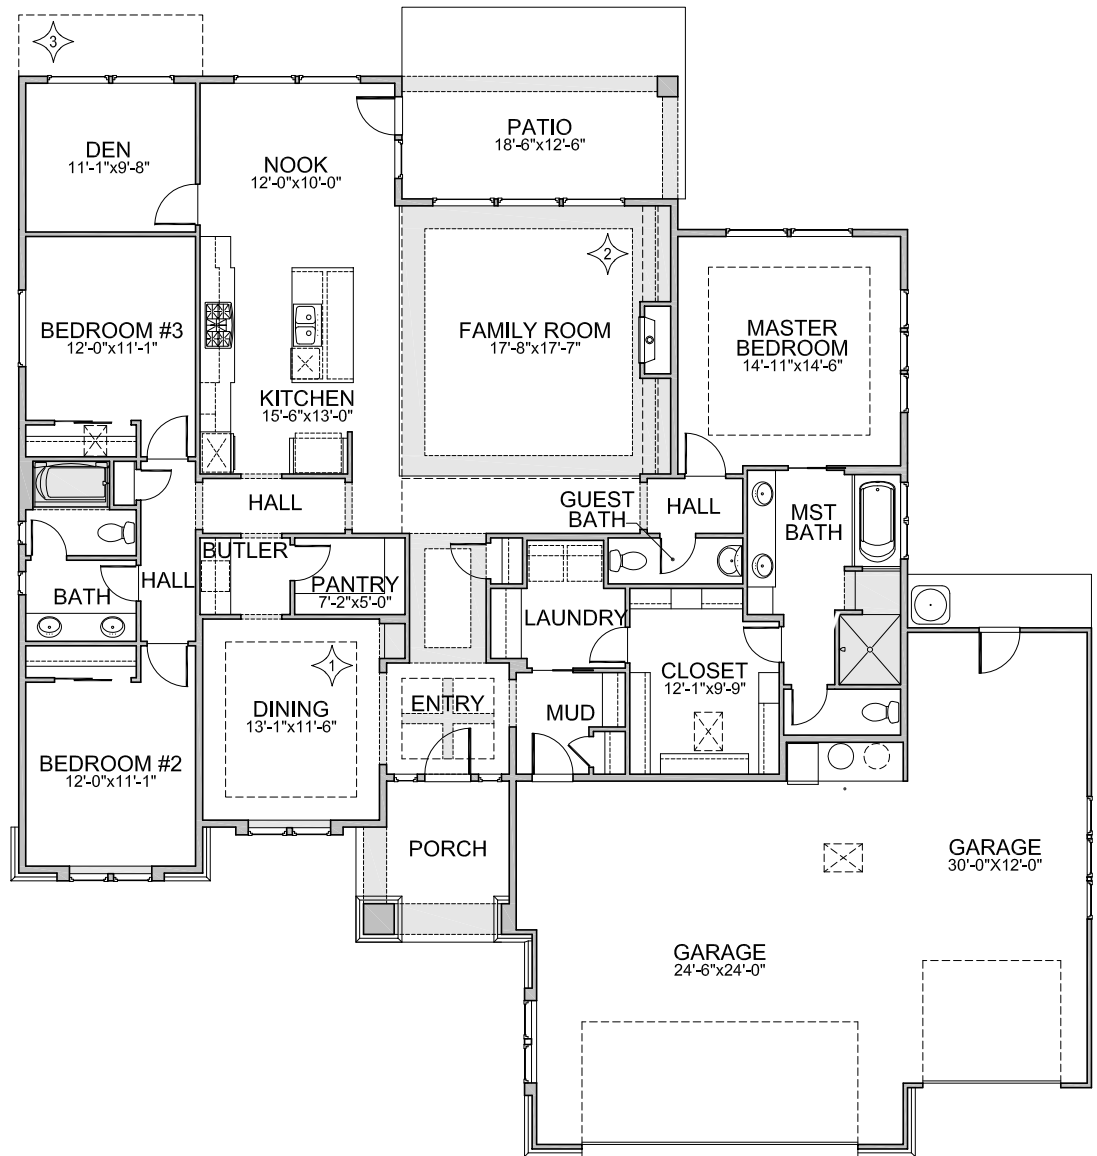 3
DEN
11'-1"x9'-8"
NOOK
12'-0"x10'-0"
PATIO
18'-6"x12'-6"
2
BEDROOM #3
12'-0"x11'-1"
FAMILY ROOM
17'-8"x17'-7"
MASTER
BEDROOM
14'-11"x14'-6"
KITCHEN
15'-6"x13'-0"
HALL
GUEST
BATH
HALL
MST
BATH
BUTLER
PANTRY
7'-2"x5'-0"
HALL
BATH
LAUNDRY
1
CLOSET
12'-1"x9'-9"
DINING
13'-1"x11'-6"
ENTRY
MUD
BEDROOM #2
12'-0"x11'-1"
PORCH
GARAGE
30'-0"X12'-0"
GARAGE
24'-6"x24'-0"